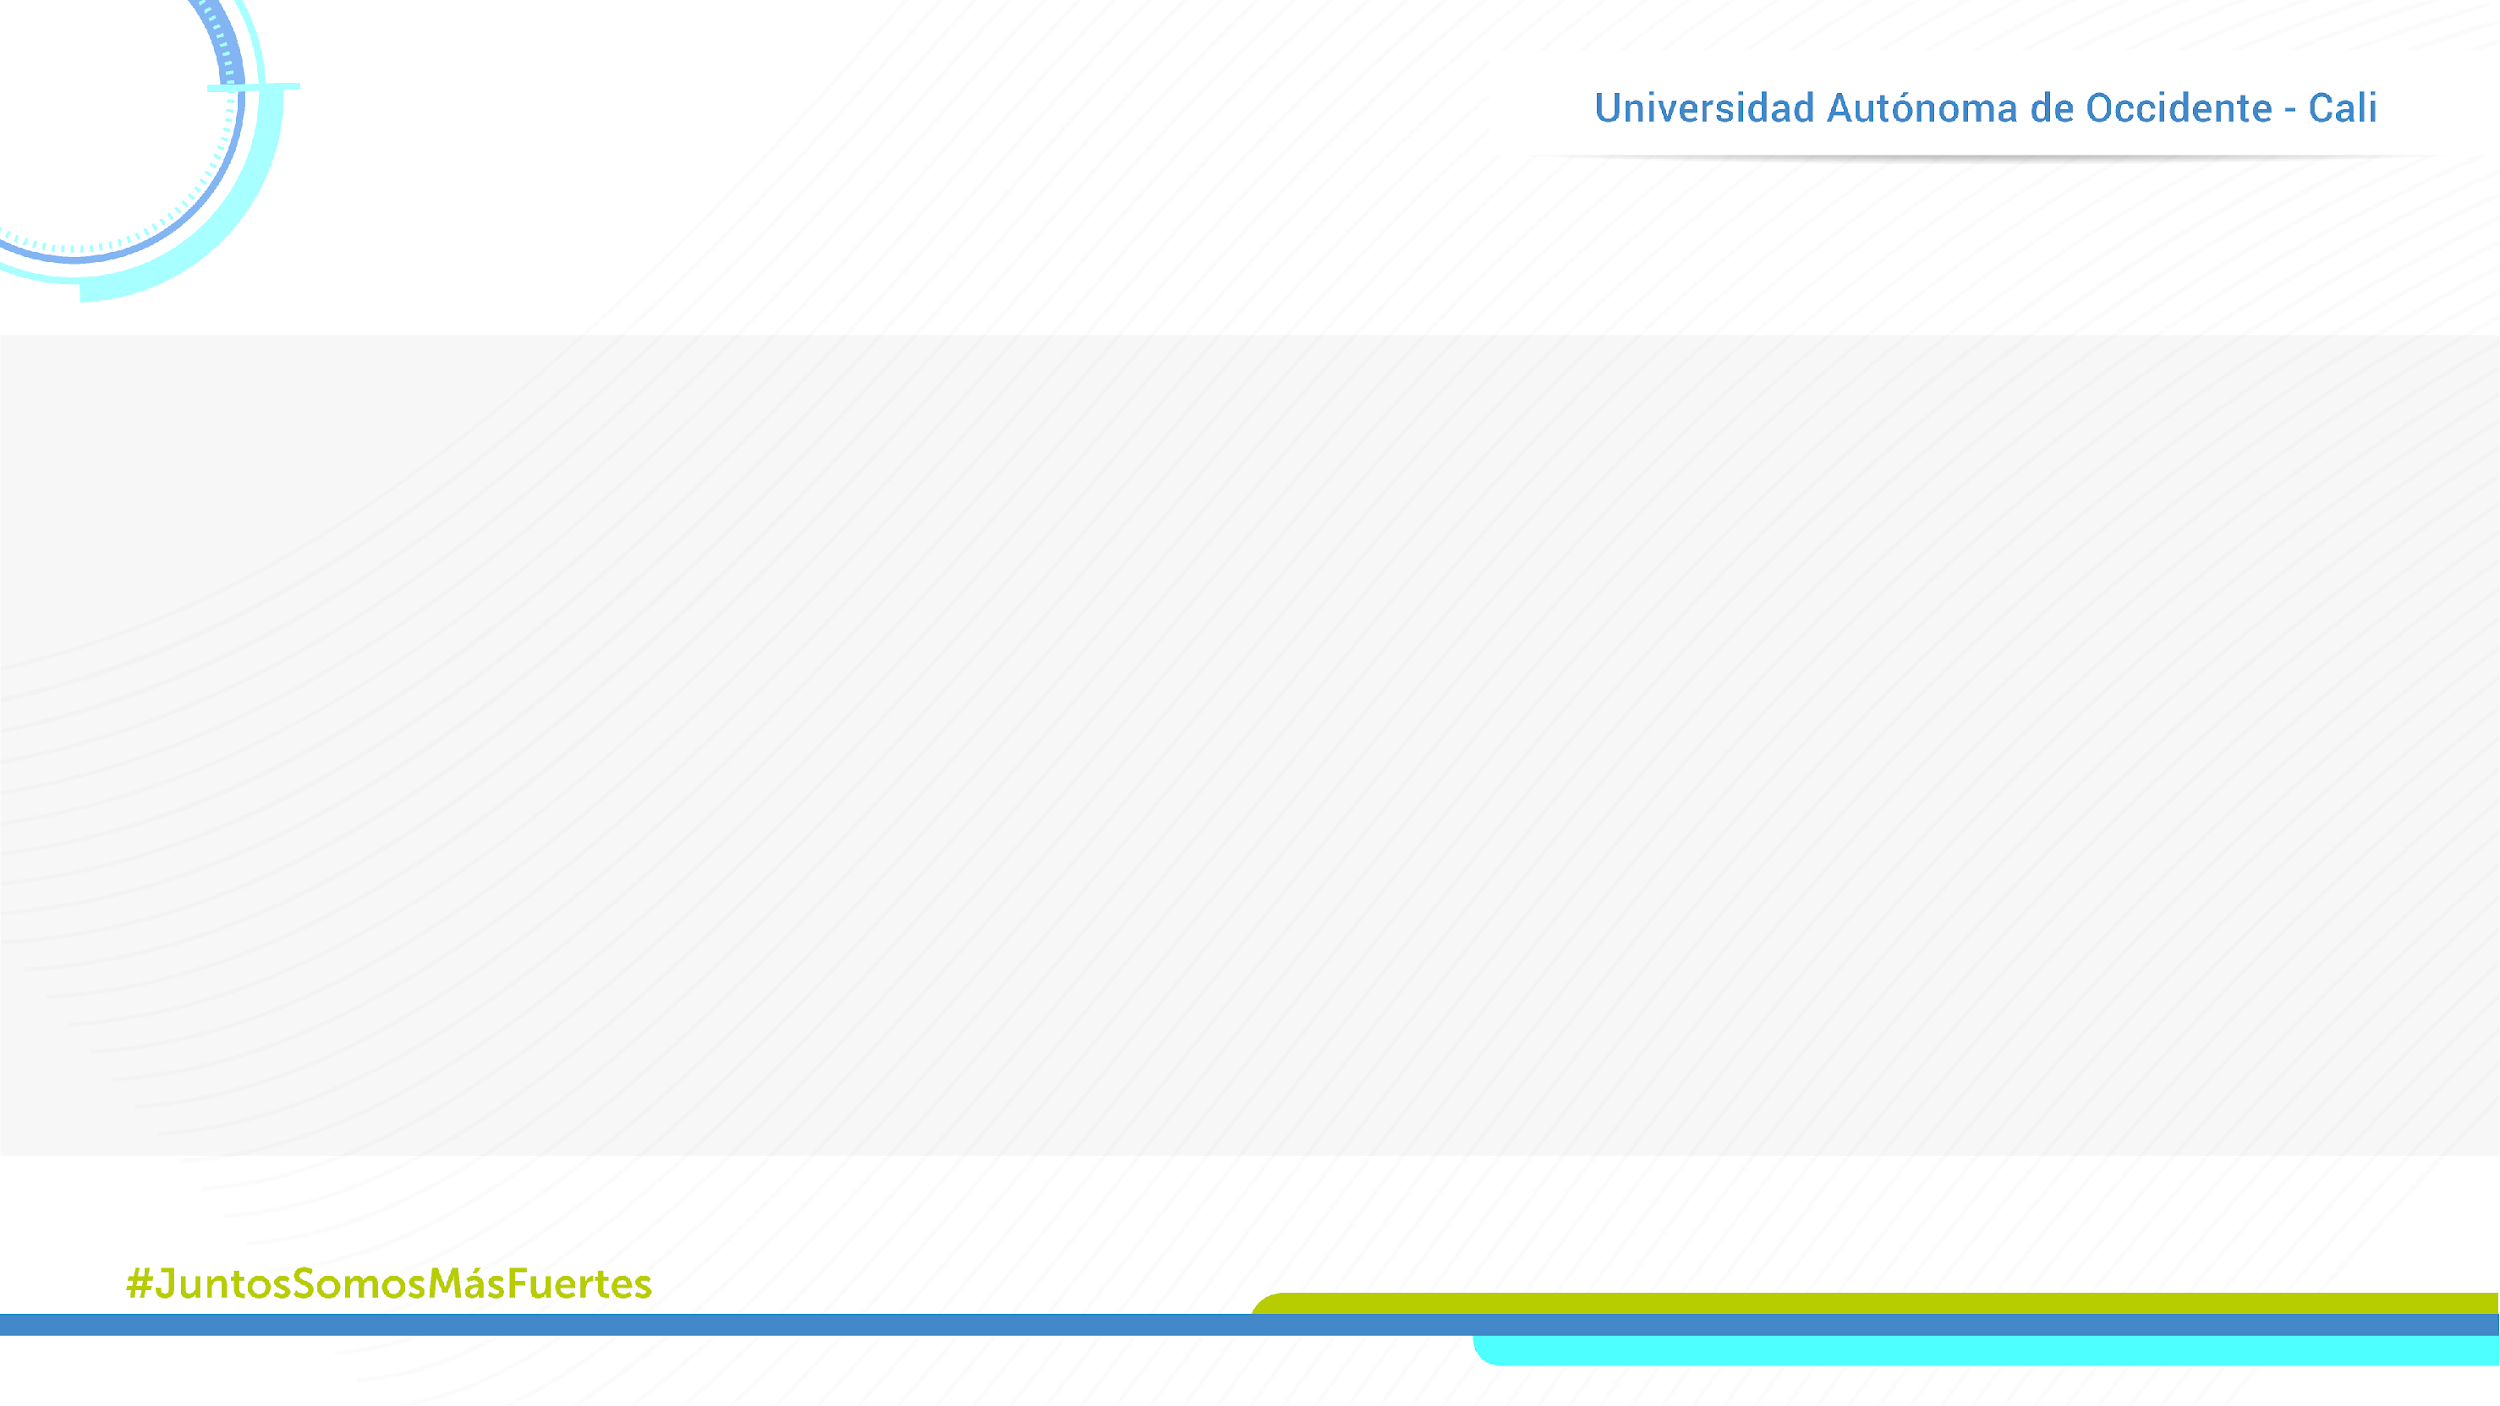 Universidad Autónoma de Occidente - Cali
#JuntosSomosMásFuertes